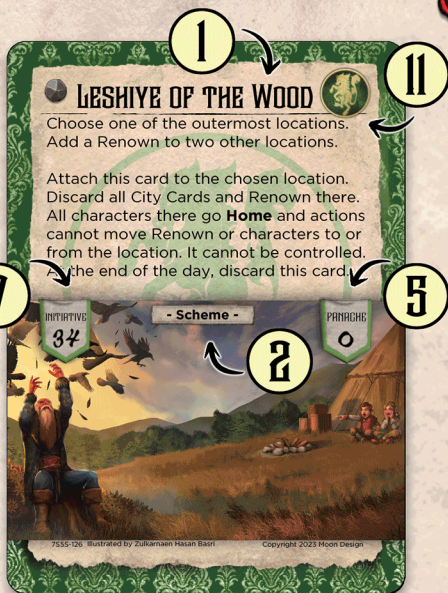 1
11
LESHIYE OF THE WOOD
Choose one of the outermost locations.
Add a Renown to two other locations.
Attach this card to the chosen location.
Discard all City Cards and Renown there.
All characters there go Home and actions
cannot move Renown or characters to or
from the location. It cannot be controlled.
At the end of the day, discard this card.
5
INITIATIVE
34
- Scheme -
PANACHE
0
2
7S5S-126 Illustrated by Zulkarnaen Hasan Basri
Copyright 2023 Moon Design